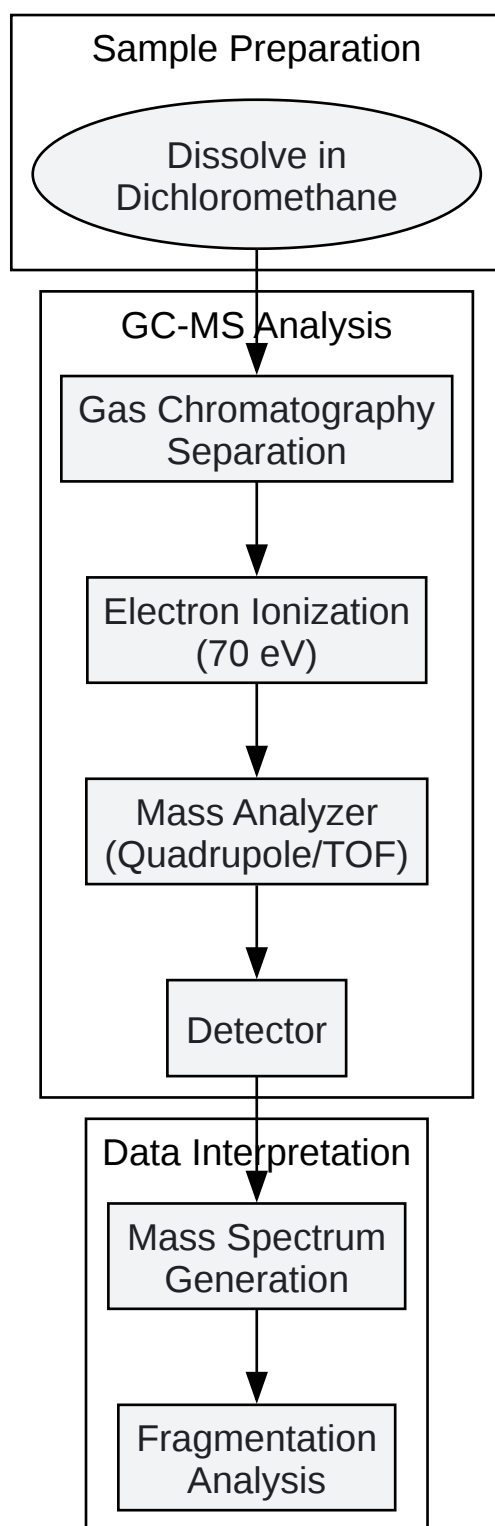 Sample Preparation
Dissolve in
Dichloromethane
GC-MS Analysis
Gas Chromatography
Separation
Electron Ionization
(70 eV)
Mass Analyzer
(Quadrupole/TOF)
Detector
Data Interpretation
Mass Spectrum
Generation
Fragmentation
Analysis